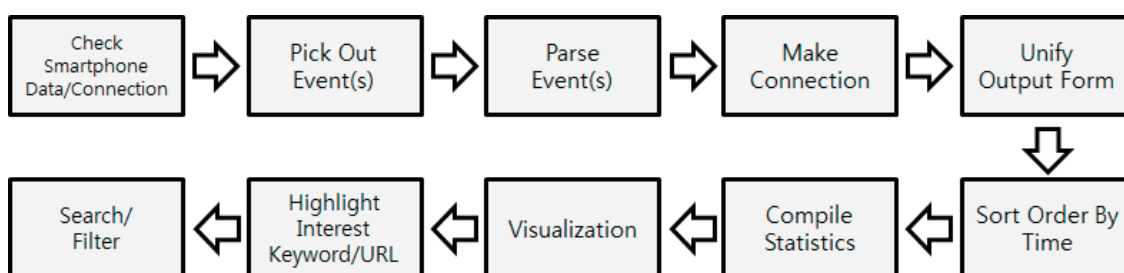 Check
Smartphone
Data/Connection
Pick Out
Event(s)
Parse
Event(s)
Make
Connection
Unify
Output Form
Sort Order By
Time
Compile
Statistics
Visualization
Highlight
Interest
Keyword/URL
Search/
Filter